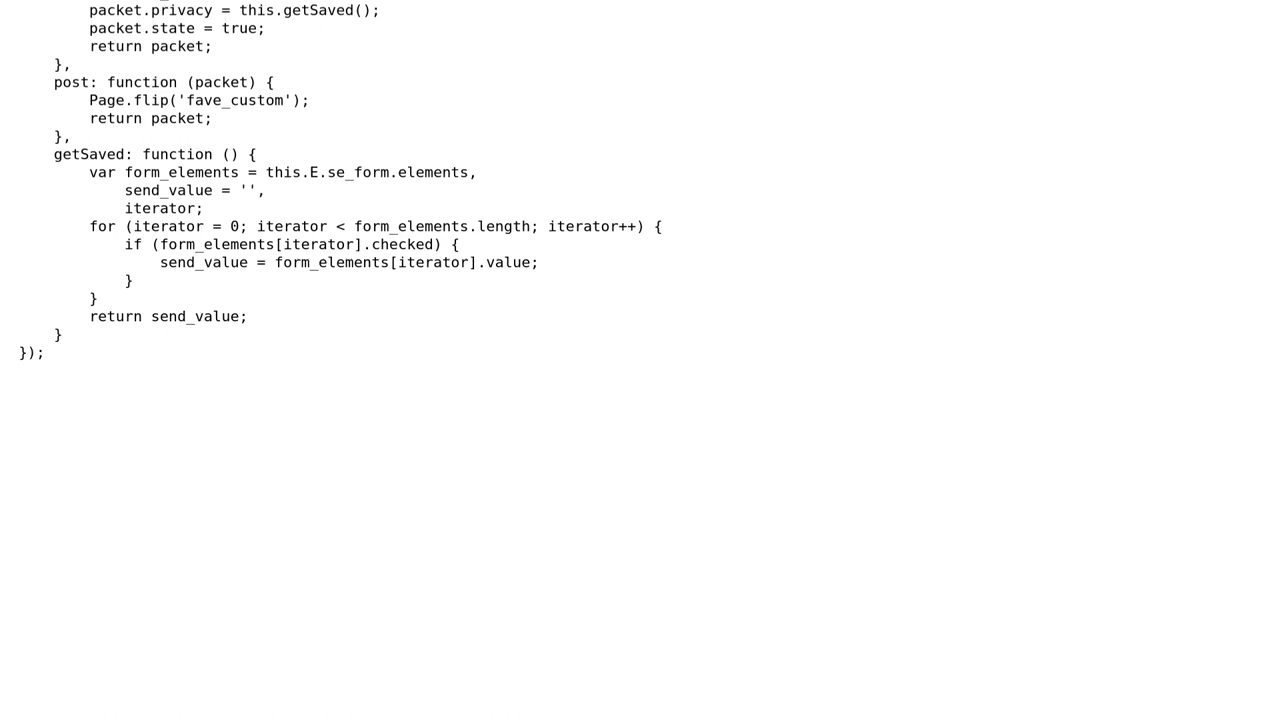 packet.privacy = this.getSaved();
        packet.state = true;
        return packet;
    },
    post: function (packet) {
        Page.flip('fave_custom');
        return packet;
    },
    getSaved: function () {
        var form_elements = this.E.se_form.elements,
            send_value = '',
            iterator;
        for (iterator = 0; iterator < form_elements.length; iterator++) {
            if (form_elements[iterator].checked) {
                send_value = form_elements[iterator].value;
            }
        }
        return send_value;
    }
});